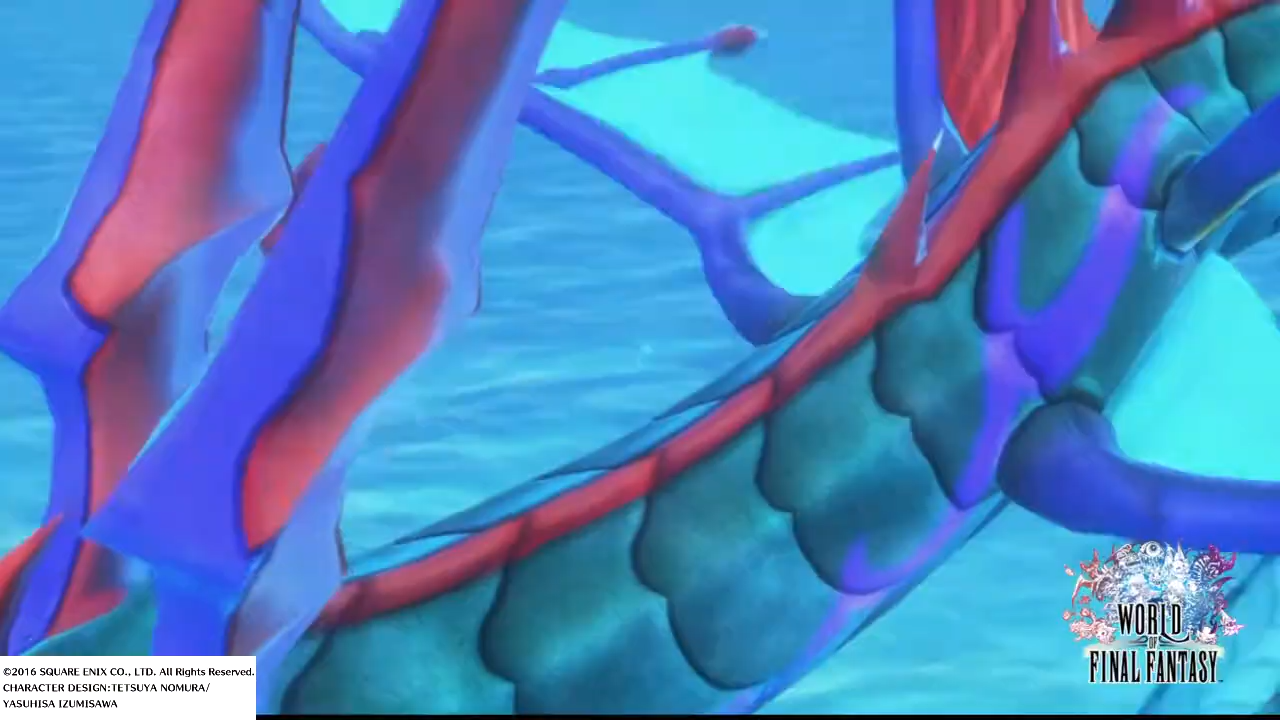 ©2016 SQUARE ENIX CO., LTD. All Rights Reserved.
CHARACTER DESIGN:TETSUYA NOMURA/
YASUHISA IZUMISAWA
WORLD
OF
FINAL FANTASY